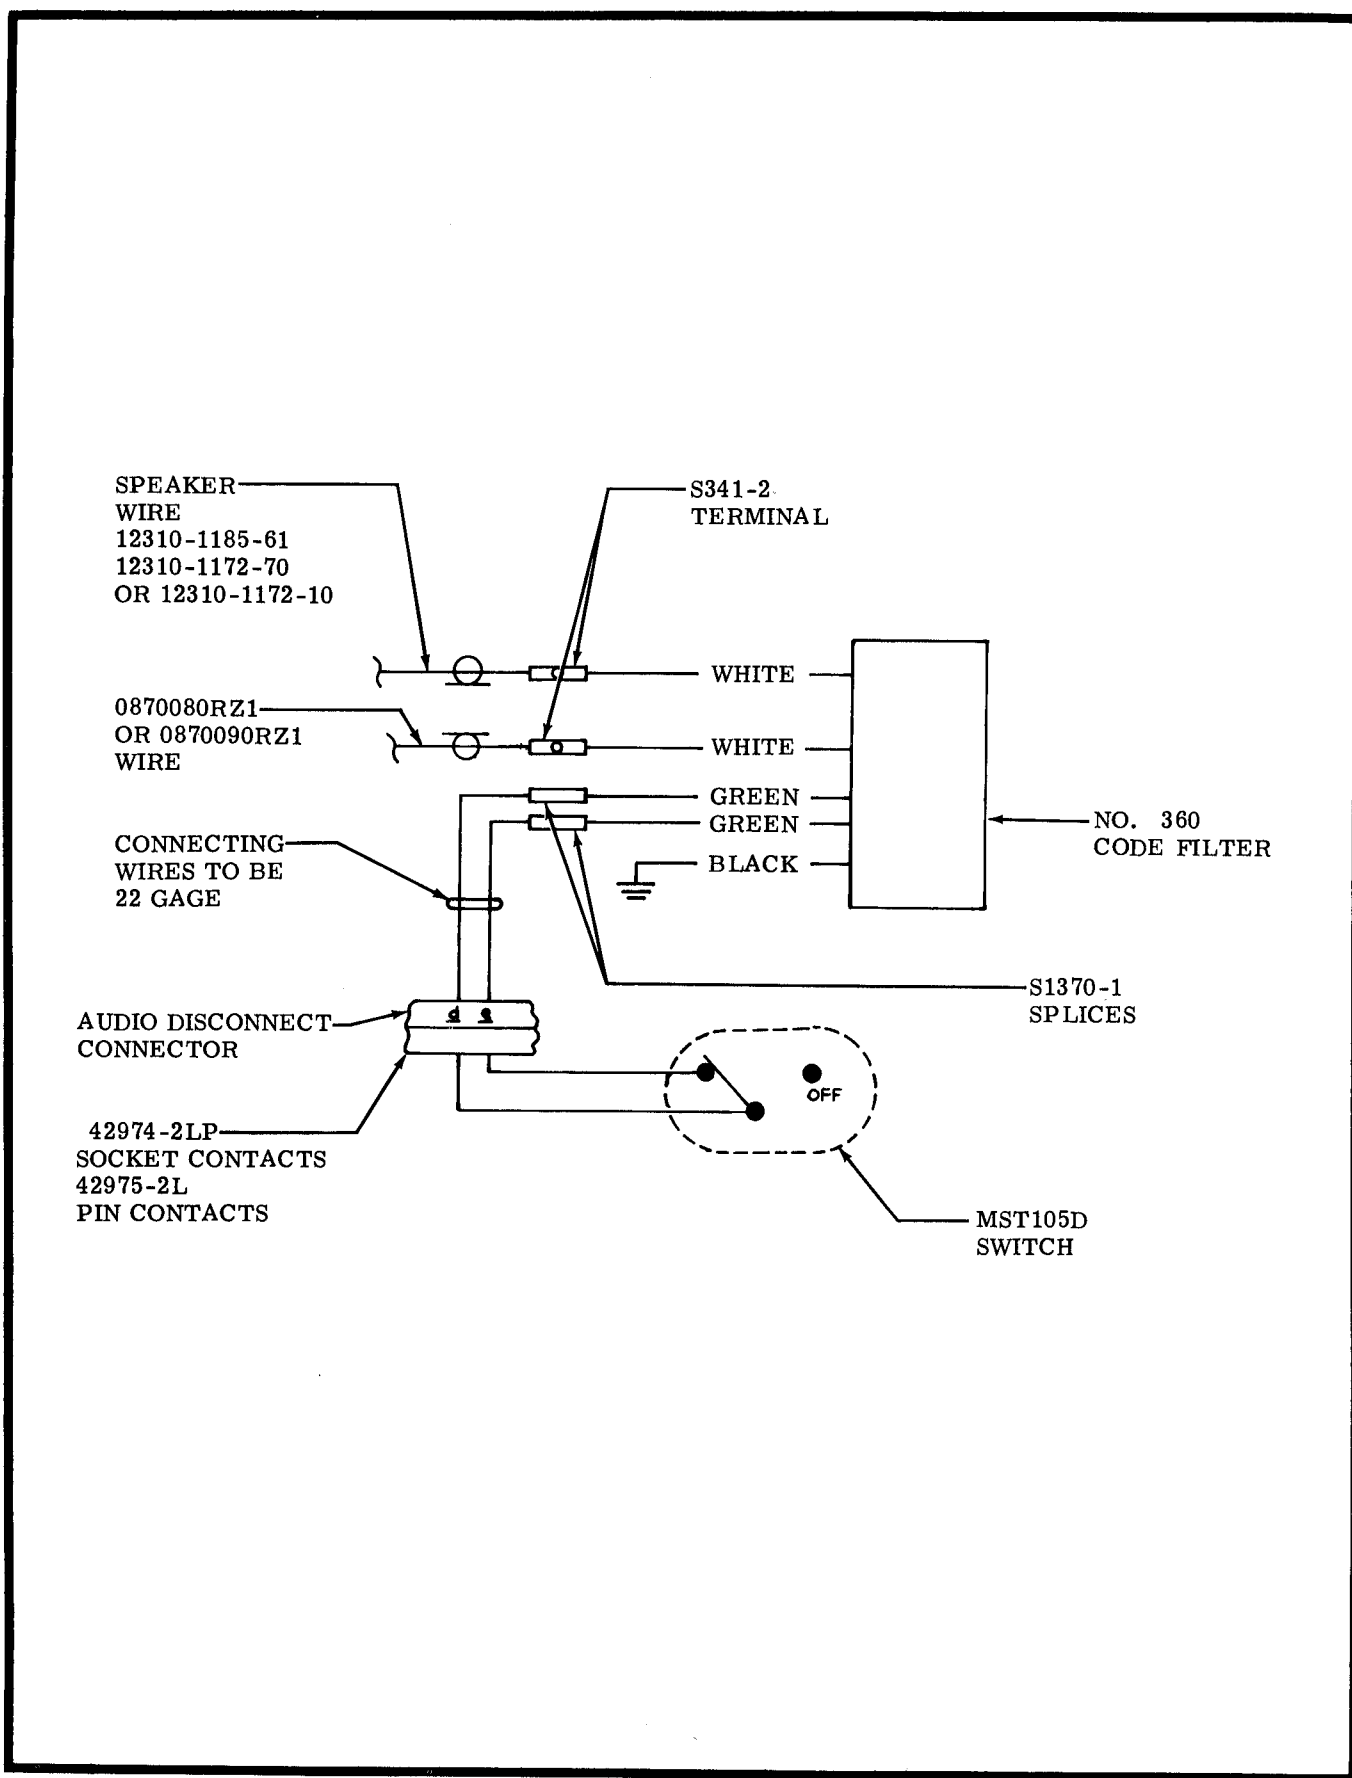 SPEAKER
WIRE
12310-1185-61
12310-1172-70
OR 12310-1172-10
S341-2
TERMINAL
WHITE
0870080RZ1
OR 0870090RZ1
WIRE
WHITE
GREEN
GREEN
BLACK
CONNECTING
WIRES TO BE
22 GAGE
NO. 360
CODE FILTER
S1370-1
SPLICES
AUDIO DISCONNECT
CONNECTOR
d e
OFF
42974-2LP
SOCKET CONTACTS
42975-2L
PIN CONTACTS
MST105D
SWITCH